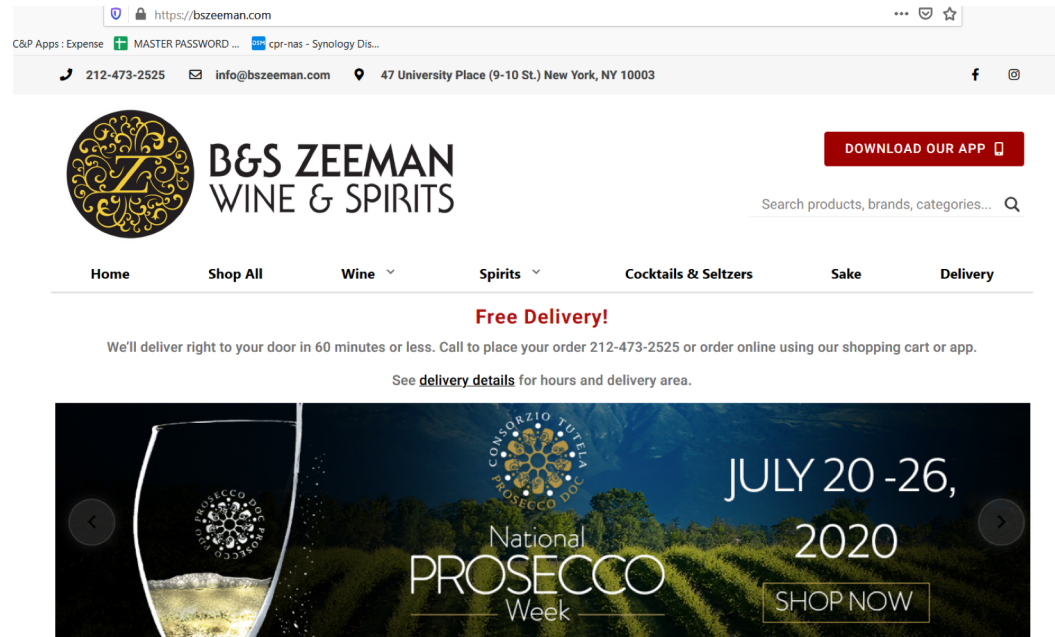 https://bszeeman.com
C&P Apps : Expense MASTER PASSWORD ... DSM cpr-nas - Synology Dis...
212-473-2525 info@bszeeman.com 47 University Place (9-10 St.) New York, NY 10003
B&S ZEEMAN
WINE & SPIRITS
Z
DOWNLOAD OUR APP
Search products, brands, categories...
Home Shop All Wine Spirits Cocktails & Seltzers Sake Delivery
Free Delivery!
We'll deliver right to your door in 60 minutes or less. Call to place your order 212-473-2525 or order online using our shopping cart or app.
See delivery details for hours and delivery area.
CONSORZIO TUTELA
PROSECCO DOC
National
PROSECCO
Week
JULY 20 -26,
2020
SHOP NOW